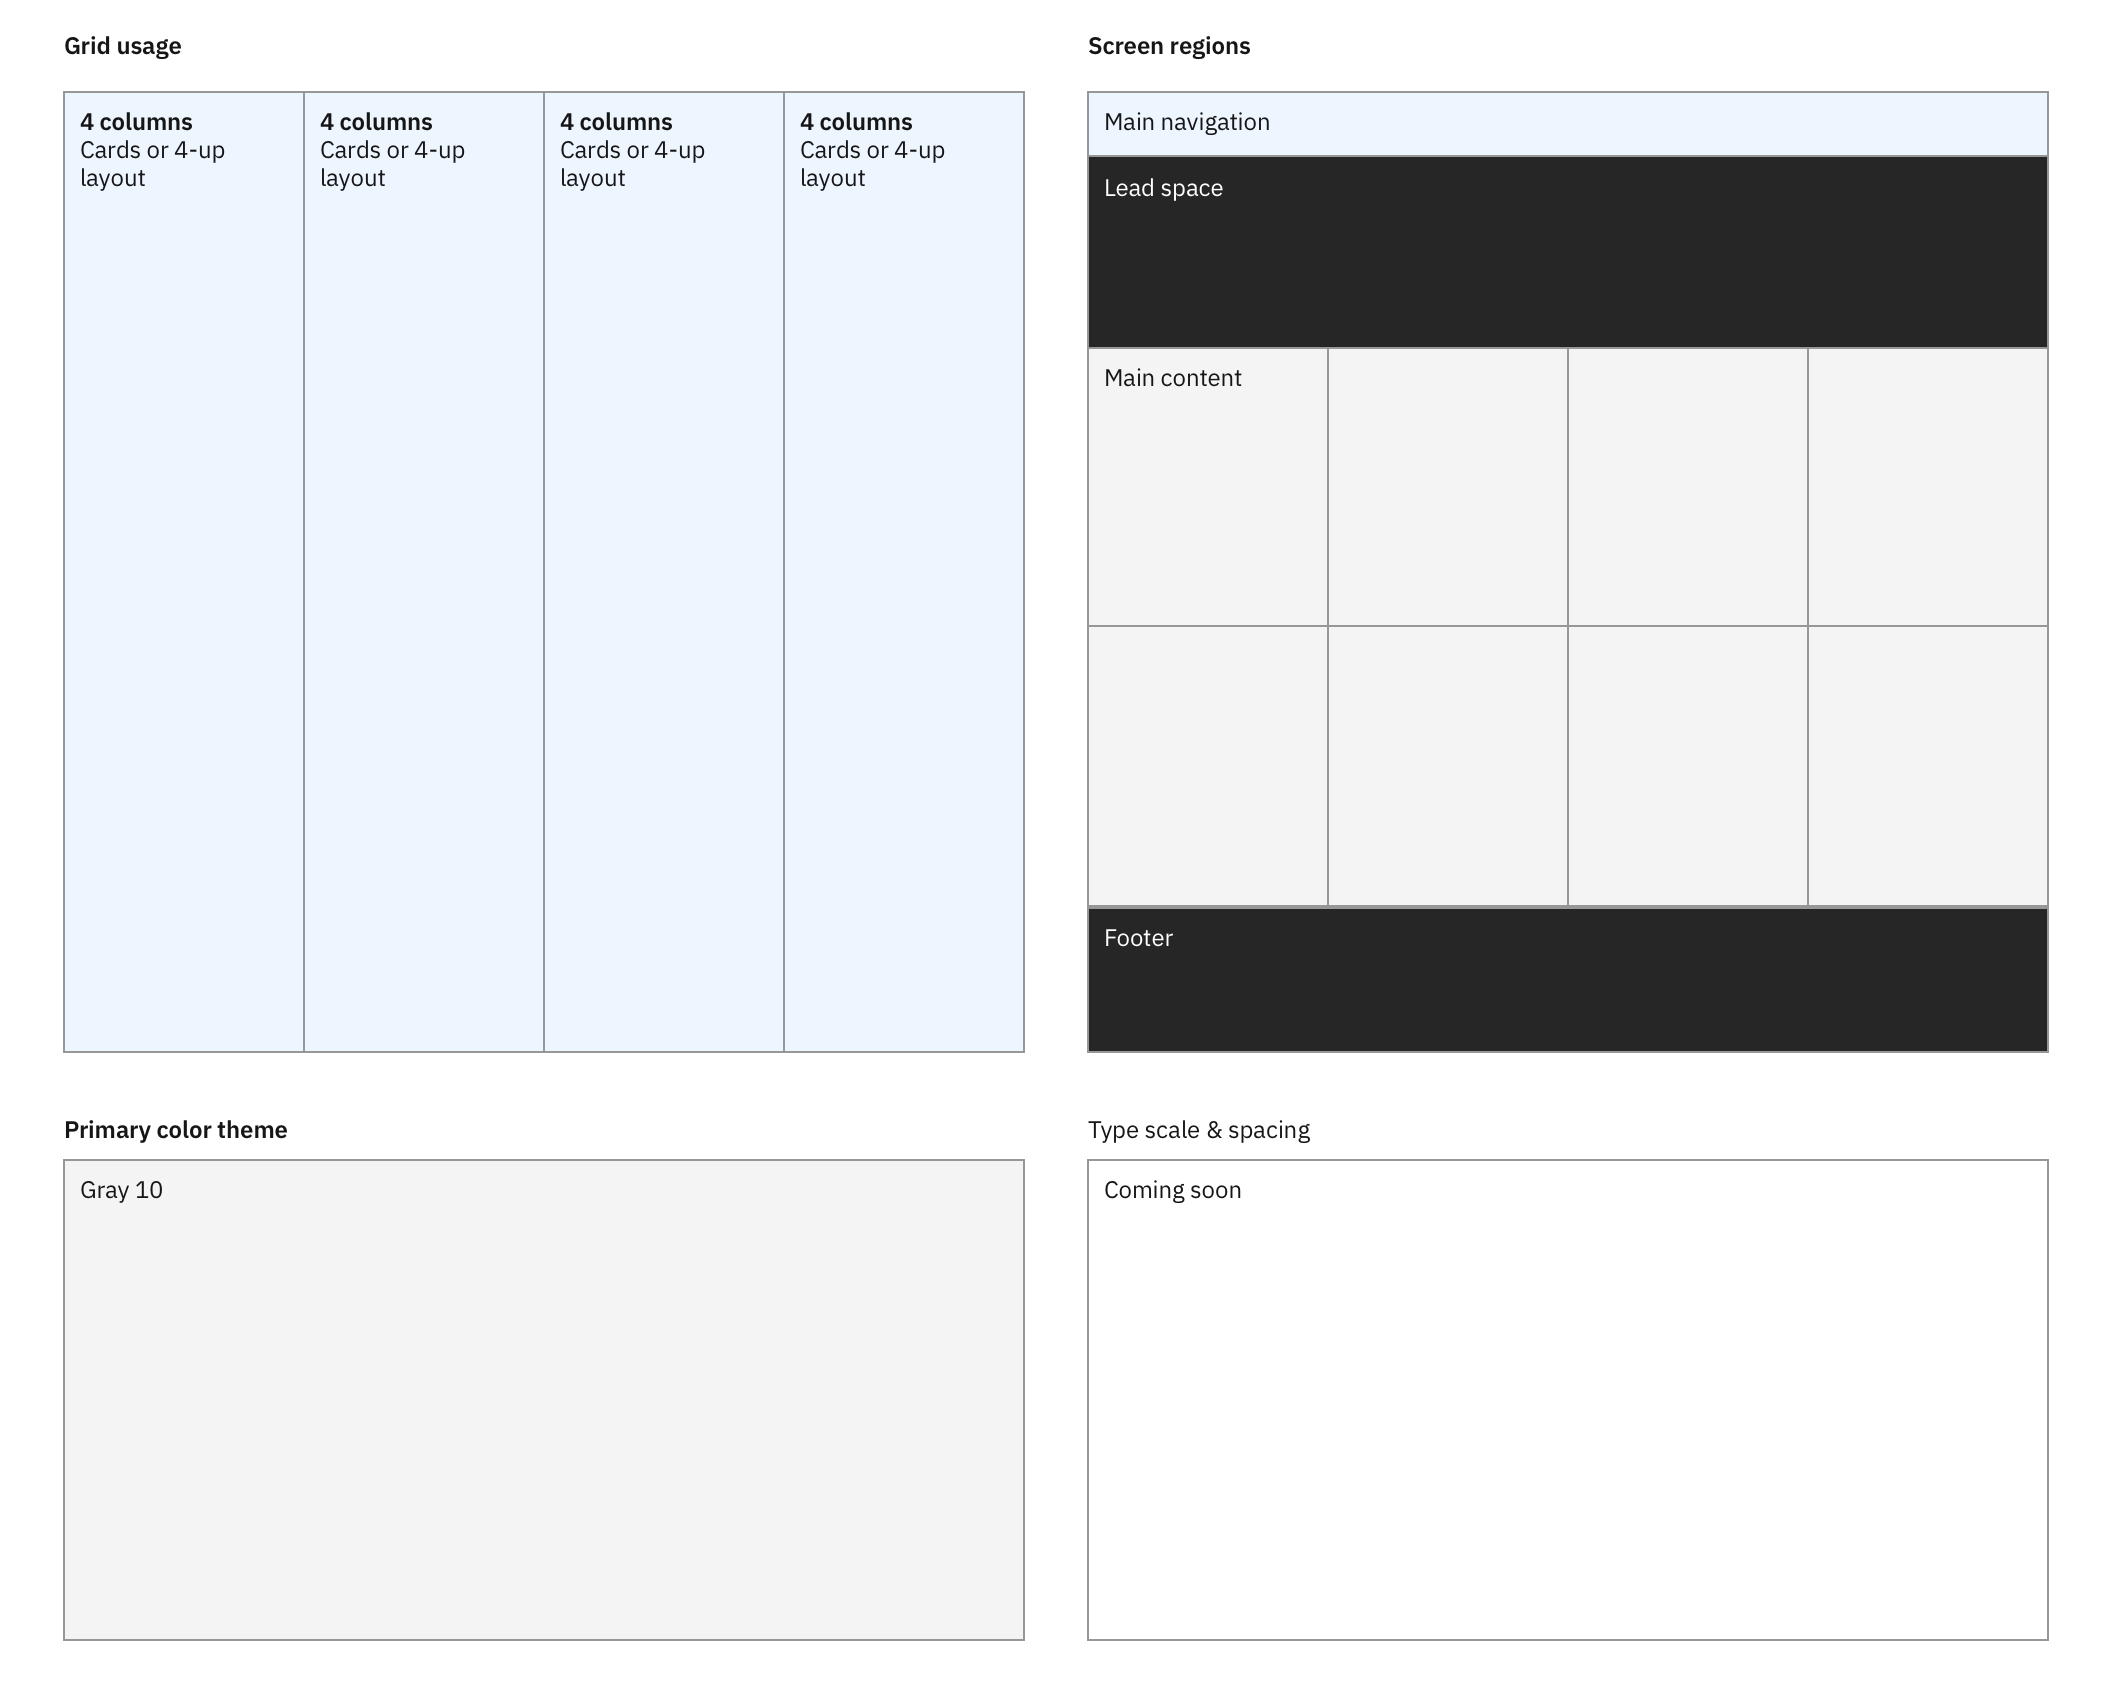 Grid usage
4 columns
Cards or 4-up
layout
4 columns
Cards or 4-up
layout
4 columns
Cards or 4-up
layout
4 columns
Cards or 4-up
layout
Screen regions
Main navigation
Lead space
Main content
Footer
Primary color theme
Gray 10
Type scale & spacing
Coming soon